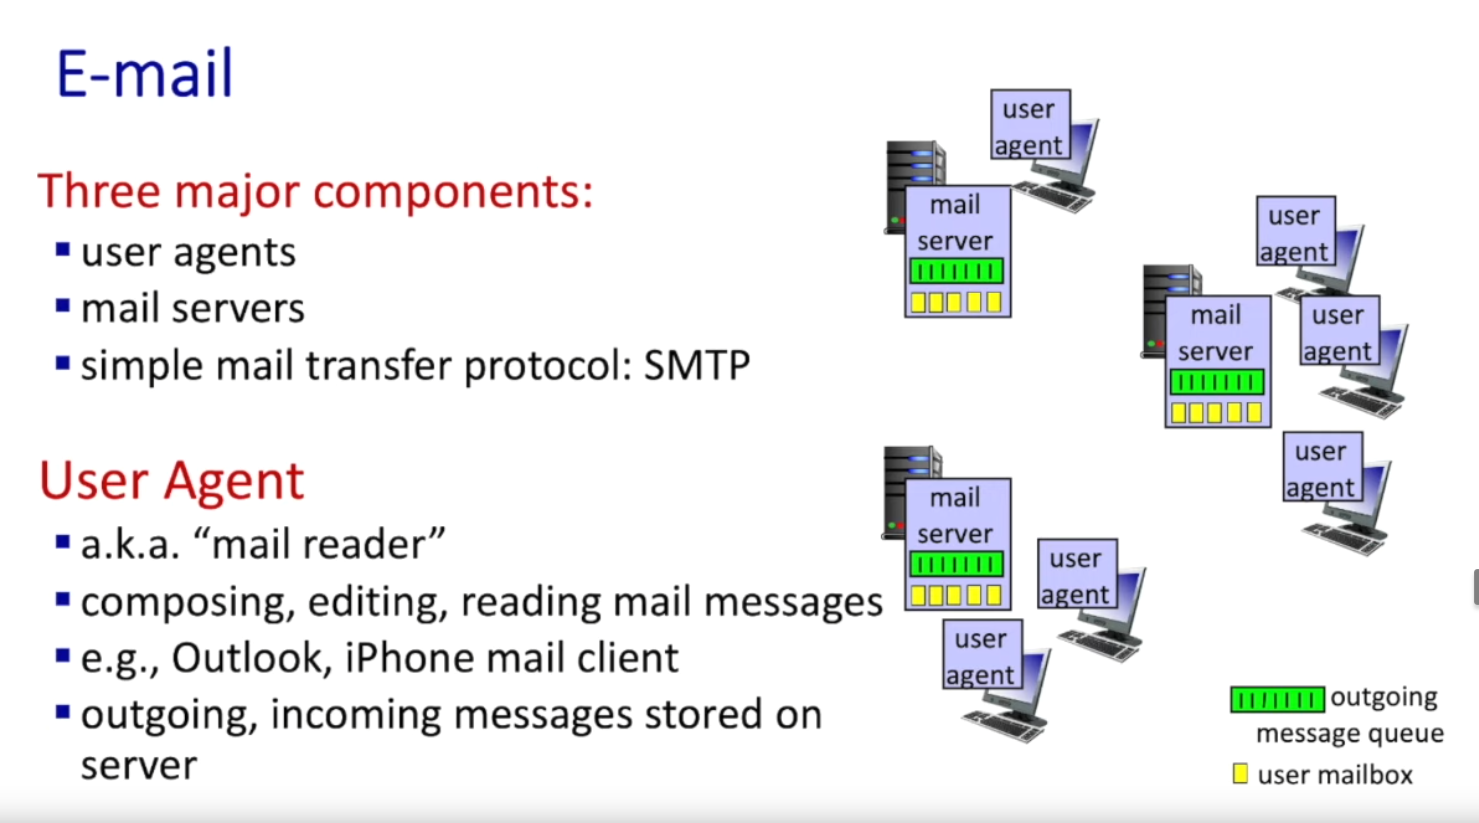 E-mail
Three major components:
▪ user agents
▪ mail servers
▪ simple mail transfer protocol: SMTP
User Agent
▪ a.k.a. “mail reader”
▪ composing, editing, reading mail messages
▪ e.g., Outlook, iPhone mail client
▪ outgoing, incoming messages stored on
server
user
agent
mail
server
user
agent
mail
server
user
agent
user
agent
mail
server
user
agent
user
agent
outgoing
message queue
user mailbox